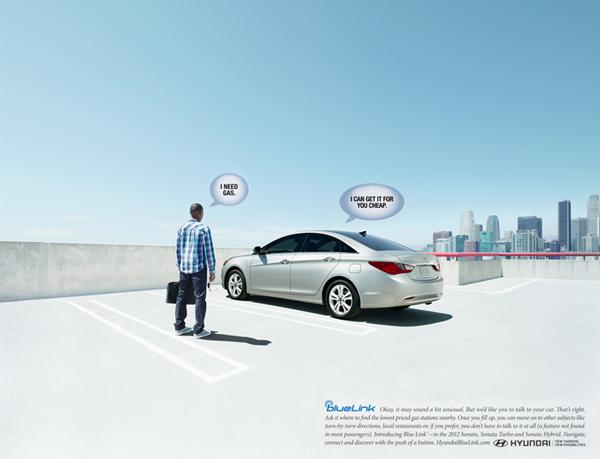 I NEED
GAS.
I CAN GET IT FOR
YOU CHEAP.
blueLink Okay, it may sound a bit unusual. But we'd like you to talk to your car. That's right.
Ask it where to find the lowest priced gas stations nearby. Once you fill up, you can move on to other subjects like
turn-by-turn directions, local restaurants or, if you prefer, you don't have to talk to it at all (a feature not found
in most passengers). Introducing Blue Link™—in the 2012 Sonata, Sonata Turbo and Sonata Hybrid. Navigate,
connect and discover with the push of a button. HyundaiBlueLink.com HYUNDAI NEW THINKING.
NEW POSSIBILITIES.